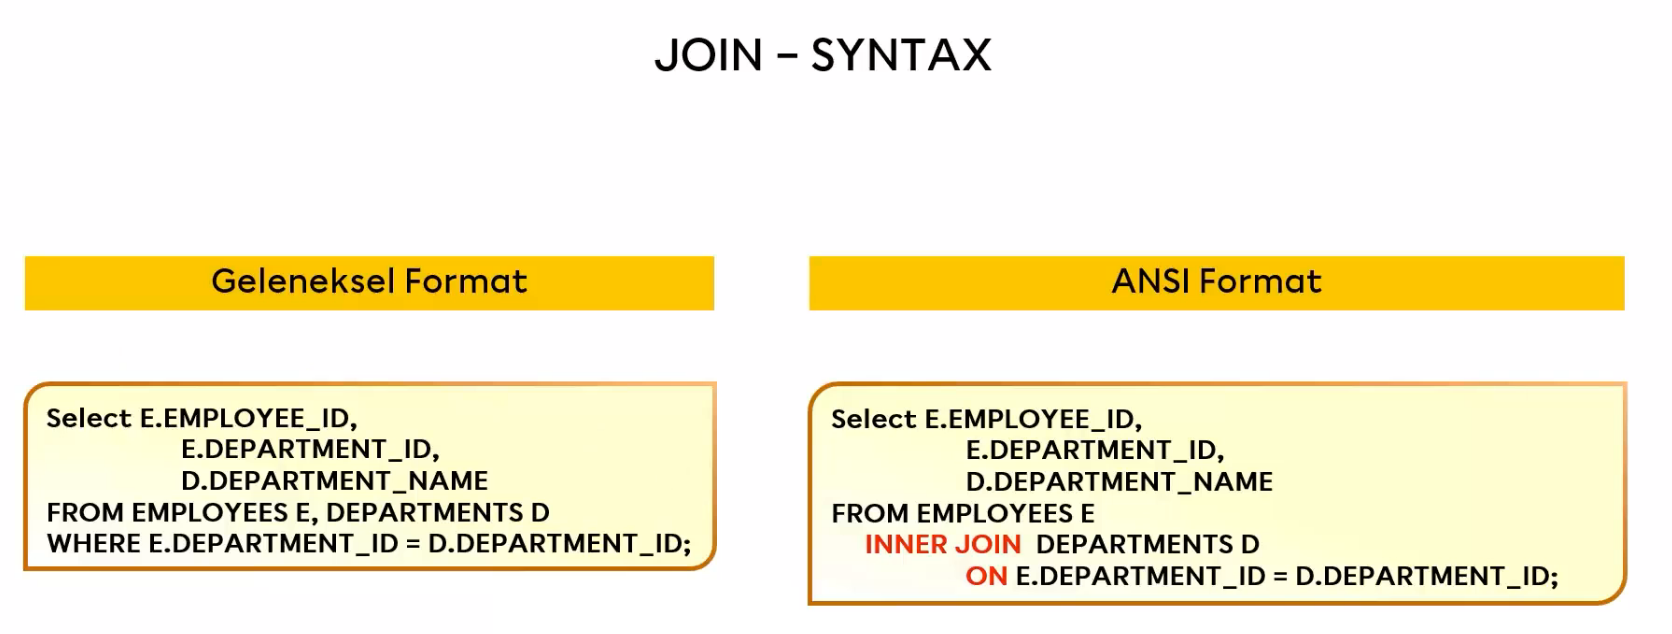 JOIN – SYNTAX
Geleneksel Format
Select E.EMPLOYEE_ID,
E.DEPARTMENT_ID,
D.DEPARTMENT_NAME
FROM EMPLOYEES E, DEPARTMENTS D
WHERE E.DEPARTMENT_ID = D.DEPARTMENT_ID;
ANSI Format
Select E.EMPLOYEE_ID,
E.DEPARTMENT_ID,
D.DEPARTMENT_NAME
FROM EMPLOYEES E
INNER JOIN DEPARTMENTS D
ON E.DEPARTMENT_ID = D.DEPARTMENT_ID;